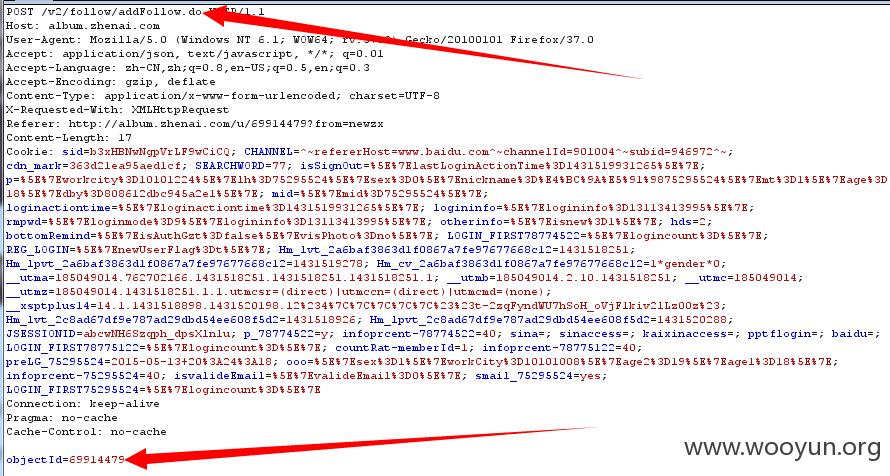 POST /v2/follow/addFollow.do HTTP/1.1
Host: album.zhenai.com
User-Agent: Mozilla/5.0 (Windows NT 6.1; WOW64; rv: Gecko/20100101 Firefox/37.0
Accept: application/json, text/javascript, */*; q=0.01
Accept-Language: zh-CN,zh;q=0.8,en-US;q=0.5,en;q=0.3
Accept-Encoding: gzip, deflate
Content-Type: application/x-www-form-urlencoded; charset=UTF-8
X-Requested-With: XMLHttpRequest
Referer: http://album.zhenai.com/u/69914479?from=newzx
Content-Length: 17
Cookie: sid=b3xHBNwNgpVrLF9wCiCQ; CHANNEL=^~refererHost=www.baidu.com^~channelId=901004^~subid=946972^~;
cdn_mark=363d21ea95aed1cf; SEARCHWORD=77; isSignOut=%5E%7ElastLoginActionTime%3D1431519931265%5E%7E;
p=%5E%7Eworkcity%3D10101224%5E%7Elh%3D75295524%5E%7Esex%3D0%5E%7Enickname%3D%E4%BC%9A%E5%91%9875295524%5E%7Emt%3D1%5E%7Eage%3D
18%5E%7Edby%3D808612dbc945a2e1%5E%7E; mid=%5E%7Emid%3D75295524%5E%7E;
loginactiontime=%5E%7Eloginactiontime%3D1431519931265%5E%7E; logininfo=%5E%7Elogininfo%3D13113413995%5E%7E;
rmpwd=%5E%7Eloginmode%3D9%5E%7Elogininfo%3D13113413995%5E%7E; otherinfo=%5E%7Eisnew%3D1%5E%7E; hds=2;
bottomRemind=%5E%7EisAuthGzt%3Dfalse%5E%7EvisPhoto%3Dno%5E%7E; LOGIN_FIRST78774522=%5E%7Elogincount%3D%5E%7E;
REG_LOGIN=%5E%7EnewUserFlag%3Dt%5E%7E; Hm_lvt_2a6baf3863d1f0867a7fe97677668c12=1431518251;
Hm_lpvt_2a6baf3863d1f0867a7fe97677668c12=1431519278; Hm_cv_2a6baf3863d1f0867a7fe97677668c12=1*gender*0;
__utma=185049014.762702166.1431518251.1431518251.1431518251.1; __utmb=185049014.2.10.1431518251; __utmc=185049014;
__utmz=185049014.1431518251.1.1.utmcsr=(direct)|utmccn=(direct)|utmcmd=(none);
__xsptplus14=14.1.1431518898.1431520198.12%234%7C%7C%7C%7C%7C%23%23t-2zqFyndWU7hSoH_oVjFlkiv2lLz00z%23;
Hm_lvt_2c8ad67df9e787ad29dbd54ee608f5d2=1431518926; Hm_lpvt_2c8ad67df9e787ad29dbd54ee608f5d2=1431520288;
JSESSIONID=abcwNH6Szqph_dpsXlnlu; p_78774522=y; infoprcent-78774522=40; sina=; sinaccess=; kaixinaccess=; pptflogin=; baidu=;
LOGIN_FIRST78775122=%5E%7Elogincount%3D%5E%7E; countRat-memberId=1; infoprcent-78775122=40;
preLG_75295524=2015-05-13+20%3A24%3A18; ooo=%5E%7Esex%3D1%5E%7EworkCity%3D10101008%5E%7Eage2%3D19%5E%7Eage1%3D18%5E%7E;
infoprcent-75295524=40; isvalideEmail=%5E%7EvalideEmail%3D0%5E%7E; smail_75295524=yes;
LOGIN_FIRST75295524=%5E%7Elogincount%3D%5E%7E
Connection: keep-alive
Pragma: no-cache
Cache-Control: no-cache
objectId=69914479
www.wooyun.org